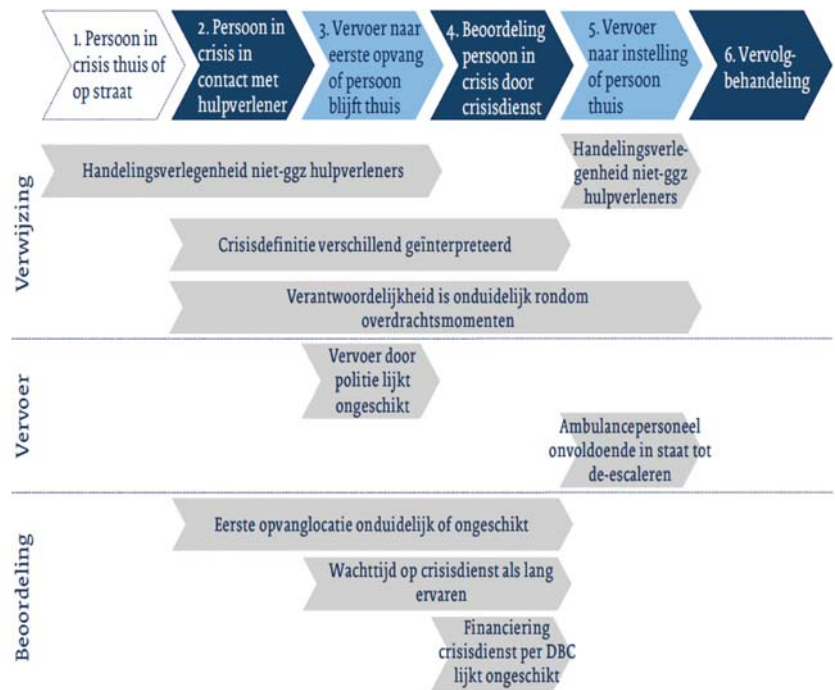 1. Persoon in
crisis thuis of
op straat
2. Persoon in
crisis in
contact met
hulpverlener
3. Vervoer naar
eerste opvang
of persoon
blijft thuis
4. Beoordeling
persoon in
crisis door
crisisdienst
5. Vervoer
naar instelling
of persoon
thuis
6. Vervolg-
behandeling
Verwijzing
Handelingsverlegenheid niet-ggz hulpverleners
Handelingsverle-
genheid niet-ggz
hulpverleners
Crisisdefinitie verschillend geïnterpreteerd
Verantwoordelijkheid is onduidelijk rondom
overdrachtsmomenten
Vervoer
Vervoer door
politie lijkt
ongeschikt
Ambulancepersoneel
onvoldoende in staat tot
de-escaleren
Beoordeling
Eerste opvanglocatie onduidelijk of ongeschikt
Wachttijd op crisisdienst als lang
ervaren
Financiering
crisisdienst per DBC
lijkt ongeschikt